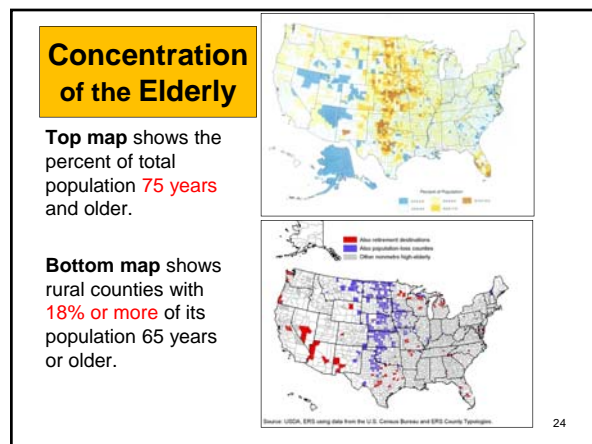 Concentration
of the Elderly
Top map shows the
percent of total
population 75 years
and older.
Bottom map shows
rural counties with
18% or more of its
population 65 years
or older.
Percent of Population
Also retirement destinations
Also population-loss counties
Other nonmetro high-elderly
Source: USDA, ERS using data from the U.S. Census Bureau and ERS County Typologies.
24